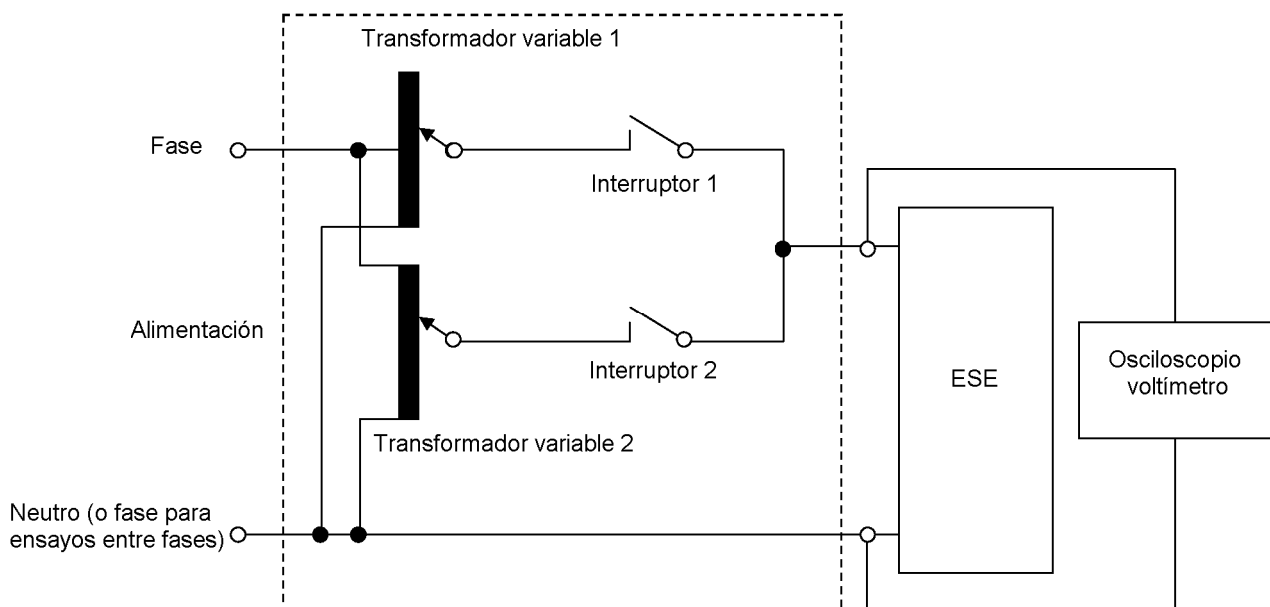 Transformador variable 1
Fase
Interruptor 1
Alimentación
Interruptor 2
ESE
Osciloscopio
voltímetro
Transformador variable 2
Neutro (o fase para
ensayos entre fases)